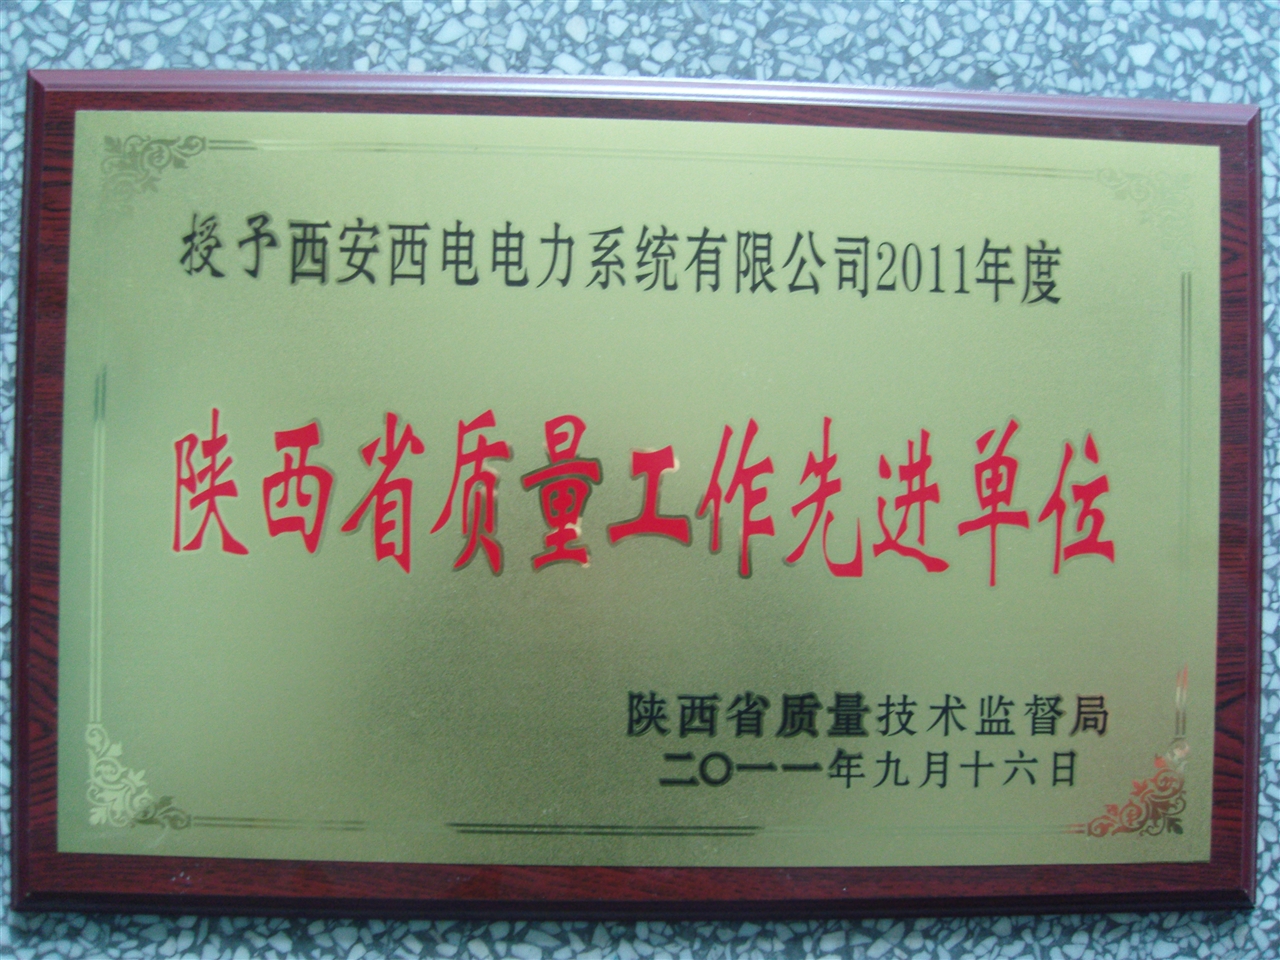 授予西安西电电力系统有限公司2011年度
陕西省质量工作先进单位
陕西省质量技术监督局
二〇一一年九月十六日